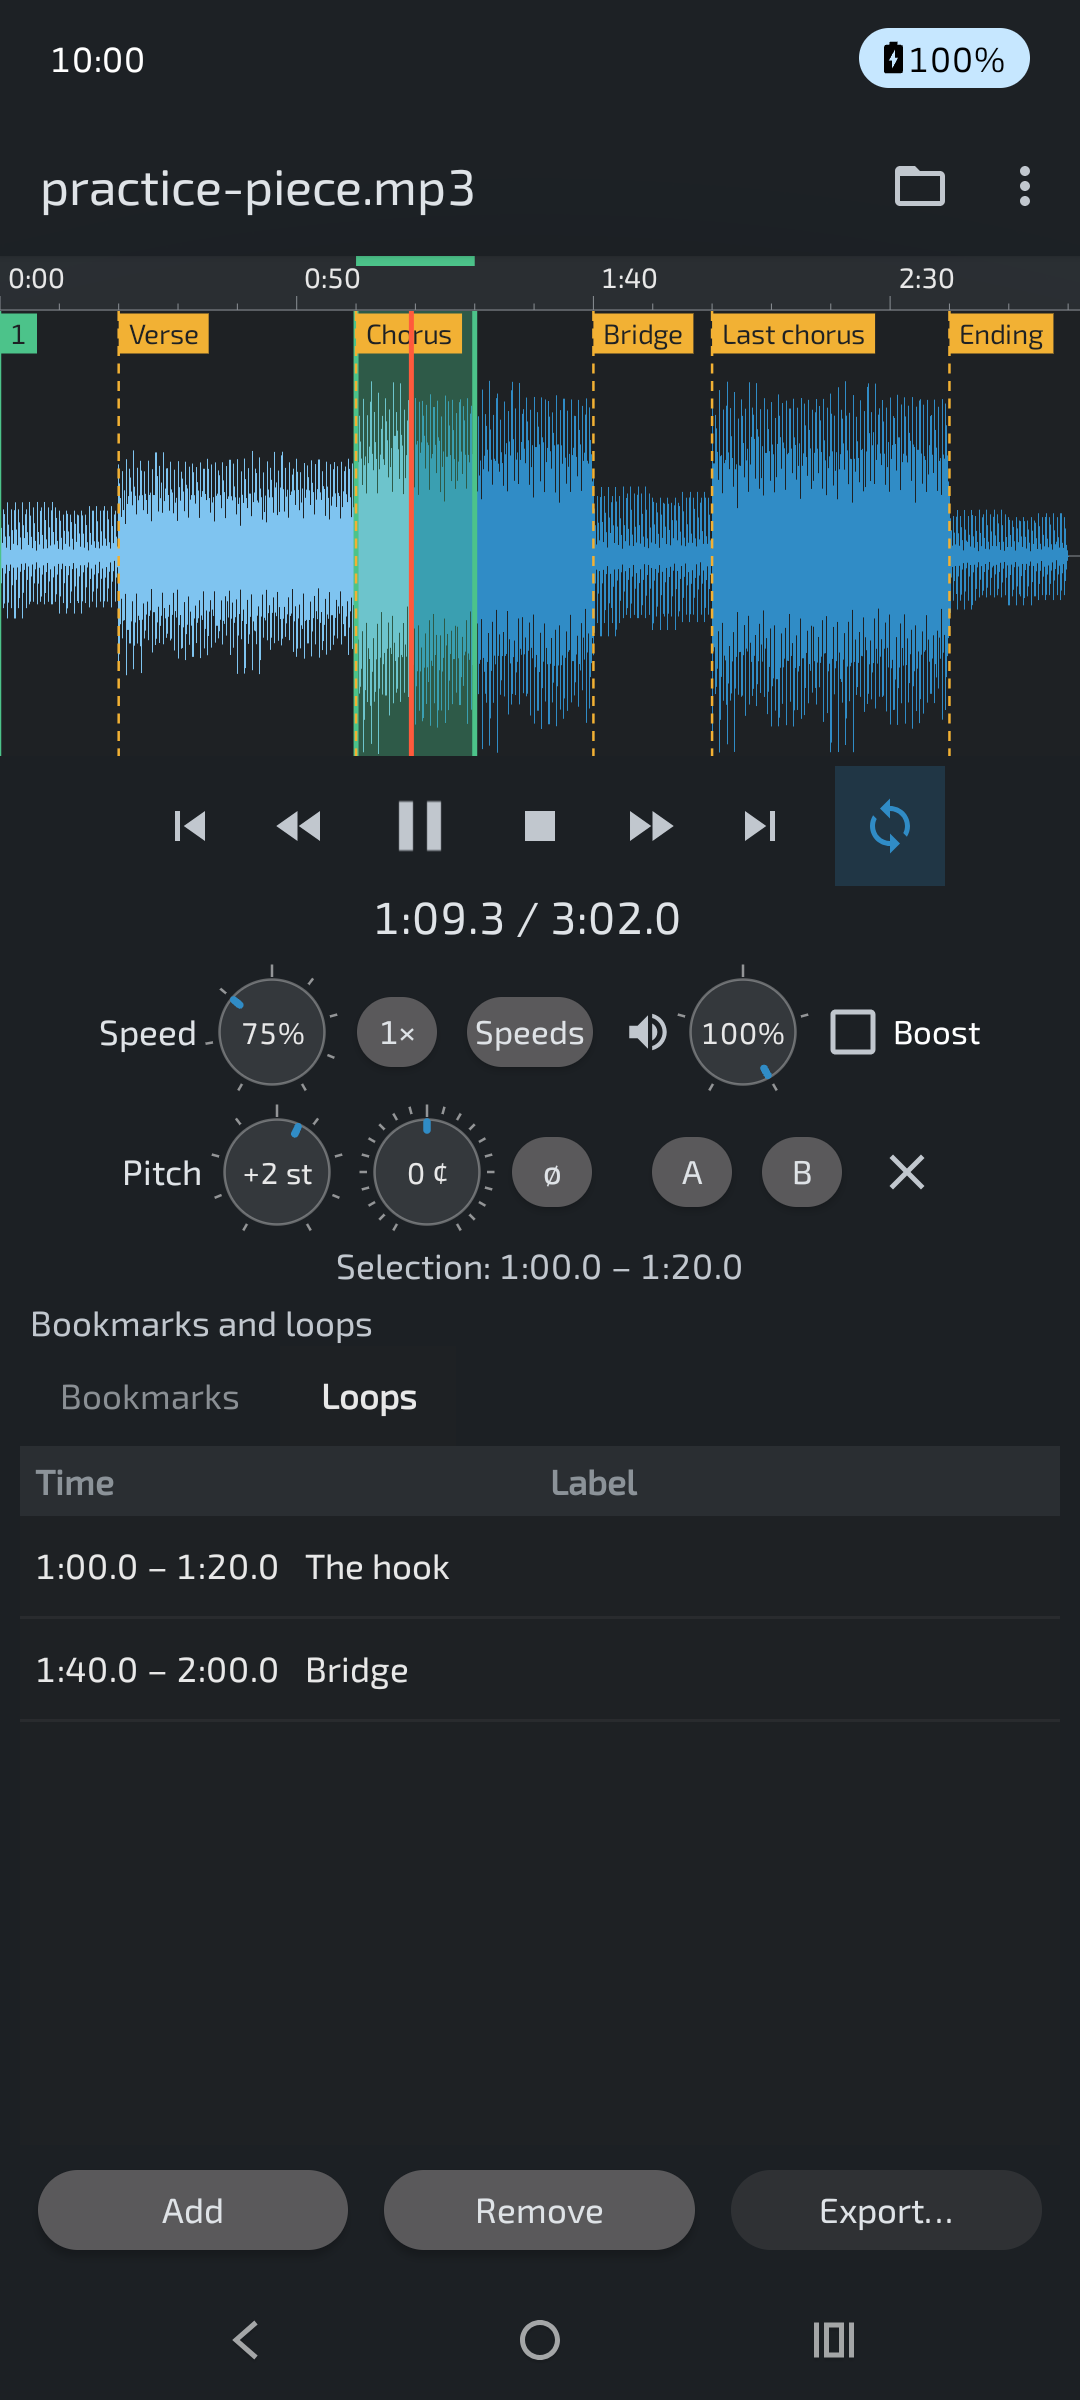 10:00 100%
practice-piece.mp3
0:00 0:50 1:40 2:30
1 Verse Chorus Bridge Last chorus Ending
1:09.3 / 3:02.0
Speed 75% 1× Speeds 100% Boost
Pitch +2 st 0 ¢ ø A B
Selection: 1:00.0 – 1:20.0
Bookmarks and loops
Bookmarks Loops
Time Label
1:00.0 – 1:20.0 The hook
1:40.0 – 2:00.0 Bridge
Add Remove Export...